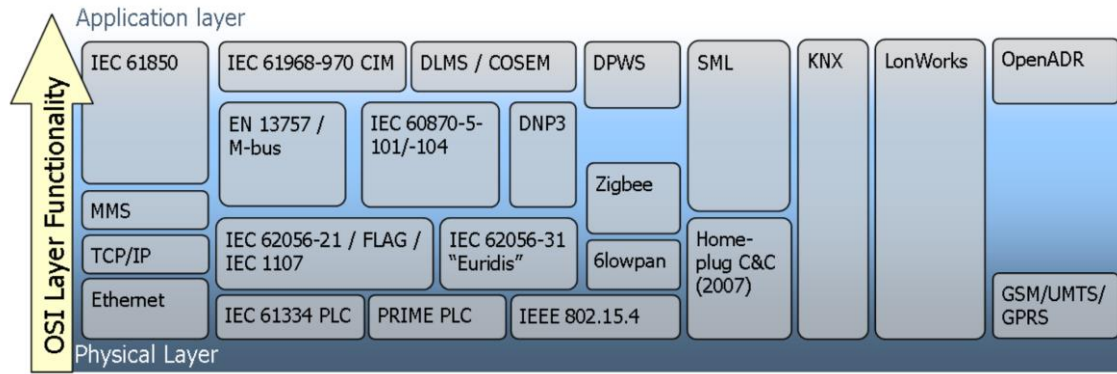 Application layer
OSI Layer Functionality
IEC 61850
IEC 61968-970 CIM
DLMS / COSEM
DPWS
SML
KNX
LonWorks
OpenADR
EN 13757 /
M-bus
IEC 60870-5-
101/-104
DNP3
Zigbee
MMS
TCP/IP
IEC 62056-21 / FLAG /
IEC 1107
IEC 62056-31
“Euridis”
6lowpan
Home-
plug C&C
(2007)
Ethernet
IEC 61334 PLC
PRIME PLC
IEEE 802.15.4
GSM/UMTS/
GPRS
Physical Layer